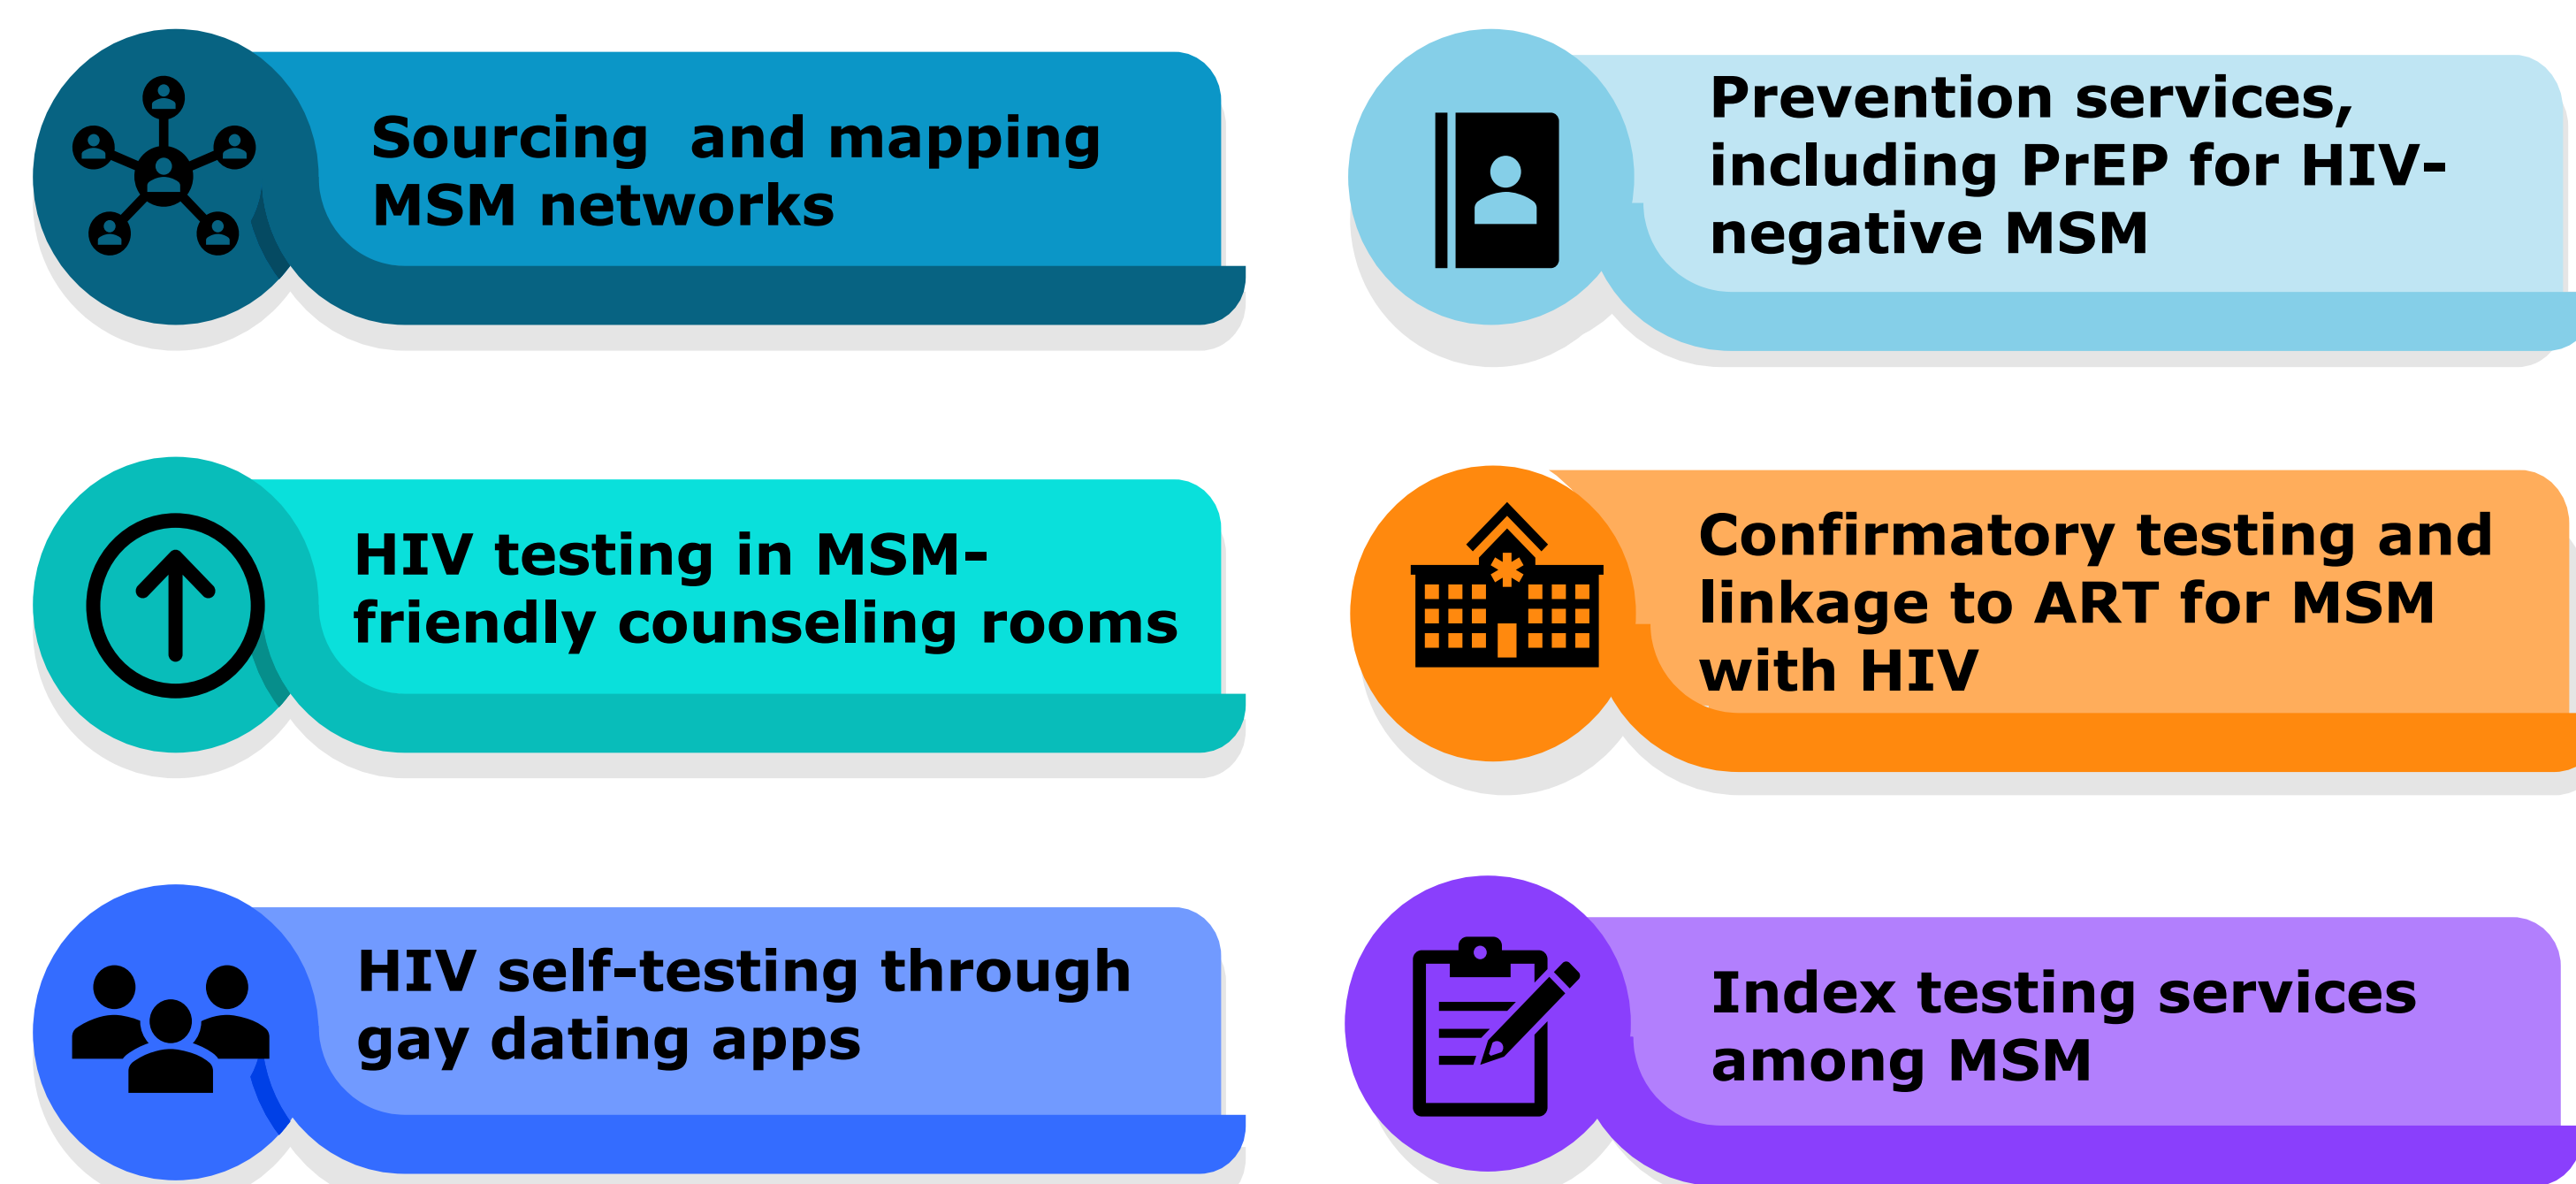 Sourcing  and mapping
MSM networks
HIV testing in MSM-
friendly counseling rooms
HIV self-testing through
gay dating apps
Prevention services,
including PrEP for HIV-
negative MSM
Confirmatory testing and
linkage to ART for MSM
with HIV
Index testing services
among MSM